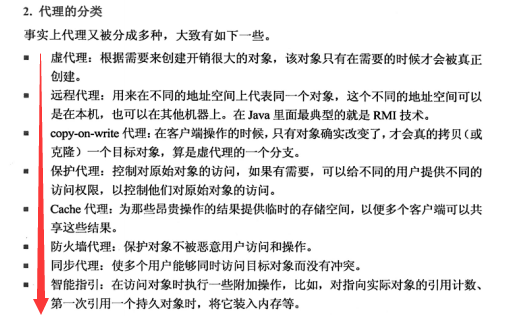 2. 代理的分类
事实上代理又被分成多种，大致有如下一些。
■ 虚代理：根据需要来创建开销很大的对象，该对象只有在需要的时候才会被真正
创建。
■ 远程代理：用来在不同的地址空间上代表同一个对象，这个不同的地址空间可以
是在本机，也可以在其他机器上。在 Java 里面最典型的就是 RMI 技术。
■ copy-on-write 代理：在客户端操作的时候，只有对象确实改变了，才会真的拷贝（或
克隆）一个目标对象，算是虚代理的一个分支。
■ 保护代理：控制对原始对象的访问，如果有需要，可以给不同的用户提供不同的
访问权限，以控制他们对原始对象的访问。
■ Cache 代理：为那些昂贵操作的结果提供临时的存储空间，以便多个客户端可以共
享这些结果。
■ 防火墙代理：保护对象不被恶意用户访问和操作。
■ 同步代理：使多个用户能够同时访问目标对象而没有冲突。
■ 智能指引：在访问对象时执行一些附加操作，比如，对指向实际对象的引用计数、
第一次引用一个持久对象时，将它装入内存等。